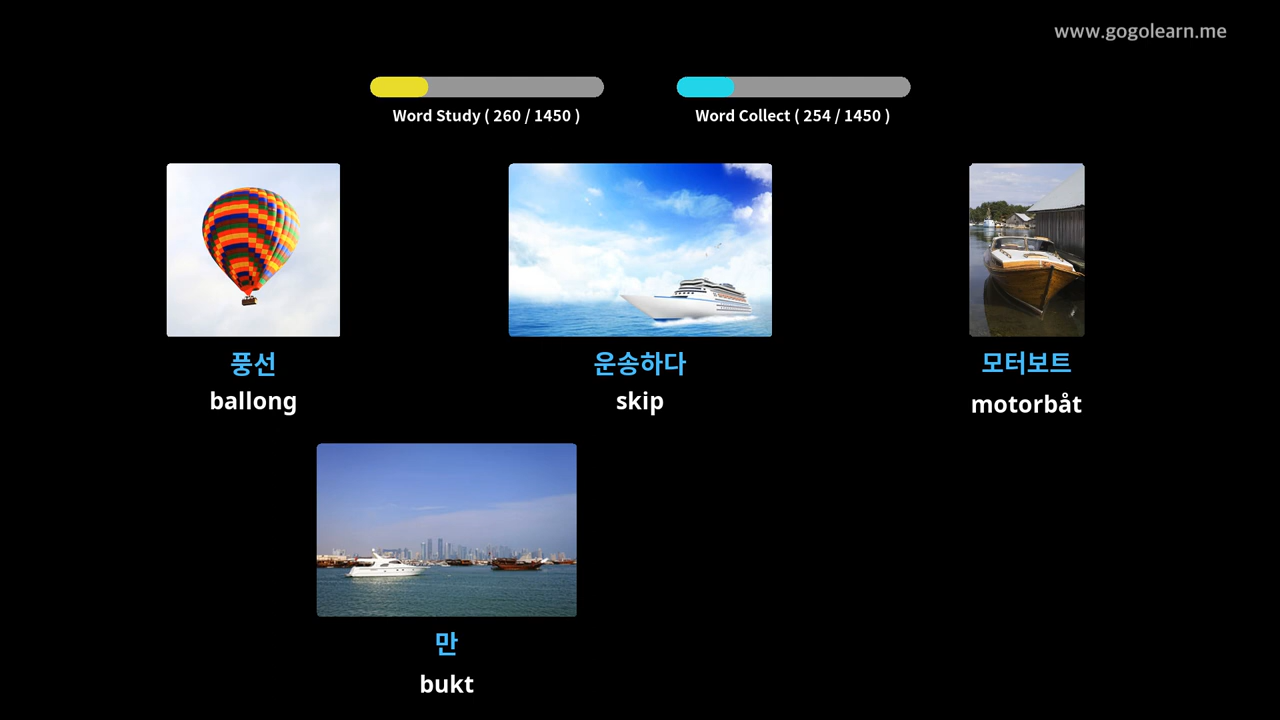 www.gogolearn.me
Word Study ( 260 / 1450 )
Word Collect ( 254 / 1450 )
풍선
ballong
운송하다
skip
모터보트
motorbåt
만
bukt